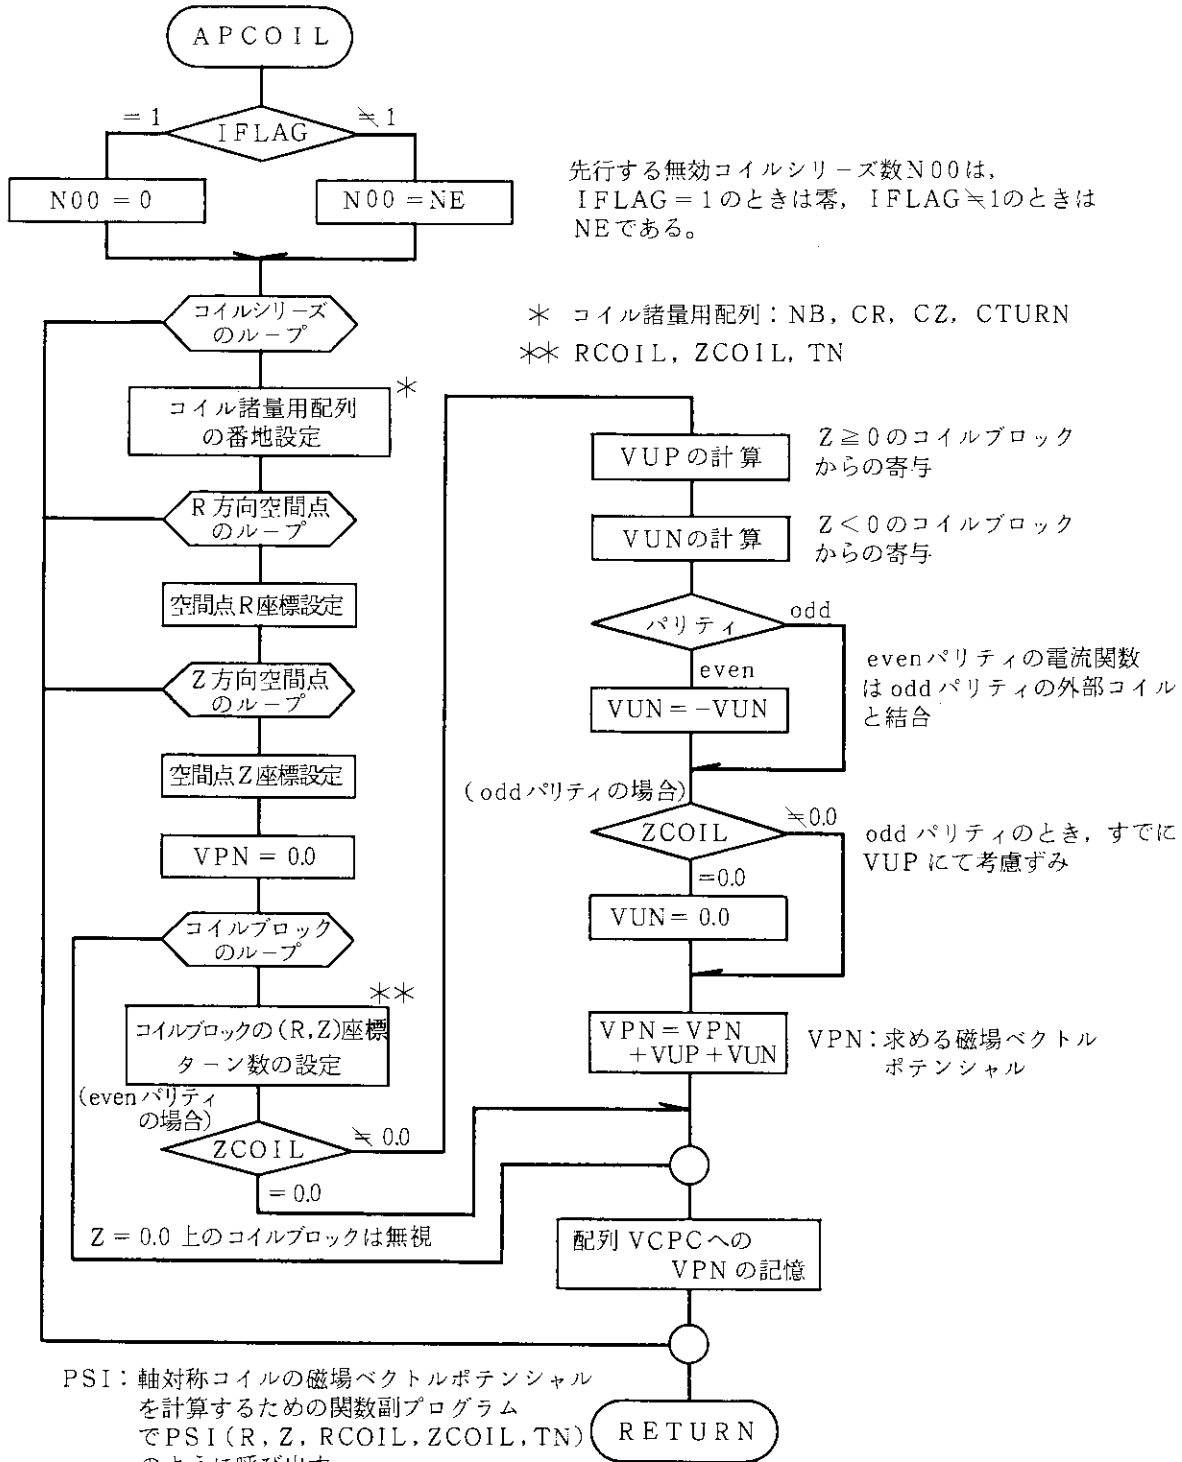 APCOIL
= 1
≒ 1
IFLAG
N00 = 0
N00 = NE
先行する無効コイルシリーズ数N00は,
IFLAG = 1のときは零, IFLAG≒1のときは
NEである。
コイルシリーズ
のループ
* コイル諸量用配列：NB, CR, CZ, CTURN
** RCOIL, ZCOIL, TN
*
コイル諸量用配列
の番地設定
R方向空間点
のループ
空間点R座標設定
Z方向空間点
のループ
空間点Z座標設定
VPN = 0.0
コイルブロック
のループ
**
コイルブロックの(R,Z)座標
ターン数の設定
(evenパリティ
の場合)
ZCOIL
≒ 0.0
= 0.0
Z = 0.0 上のコイルブロックは無視
VUPの計算
Z≧0のコイルブロック
からの寄与
VUNの計算
Z<0のコイルブロック
からの寄与
パリティ
odd
even
VUN = -VUN
evenパリティの電流関数
はoddパリティの外部コイル
と結合
(oddパリティの場合)
ZCOIL
≒0.0
=0.0
VUN = 0.0
odd パリティのとき, すでに
VUP にて考慮ずみ
VPN=VPN
+VUP+VUN
VPN：求める磁場ベクトル
ポテンシャル
配列 VCPCへの
VPN の記憶
RETURN
PSI：軸対称コイルの磁場ベクトルポテンシャル
を計算するための関数副プログラム
でPSI(R, Z, RCOIL, ZCOIL, TN)
のように呼び出す